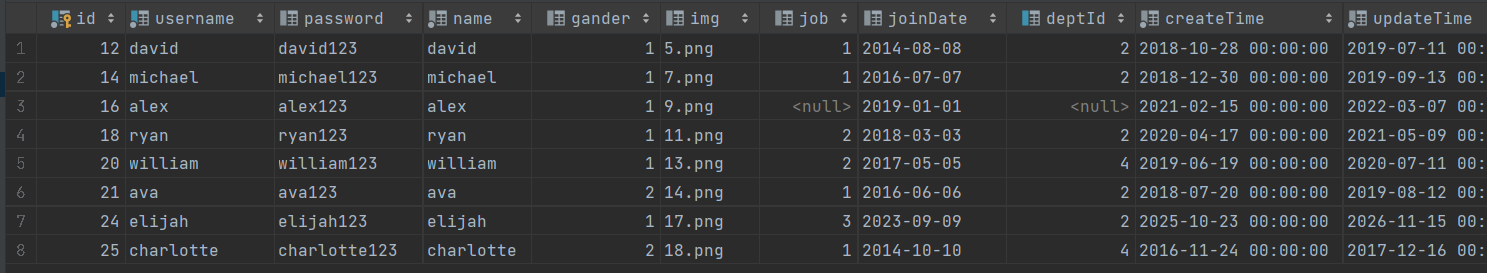 id username password name gander img job joinDate deptId createTime updateTime
1 12 david david123 david 1 5.png 1 2014-08-08 2 2018-10-28 00:00:00 2019-07-11 00:
2 14 michael michael123 michael 1 7.png 1 2016-07-07 2 2018-12-30 00:00:00 2019-09-13 00:
3 16 alex alex123 alex 1 9.png <null> 2019-01-01 <null> 2021-02-15 00:00:00 2022-03-07 00:
4 18 ryan ryan123 ryan 1 11.png 2 2018-03-03 2 2020-04-17 00:00:00 2021-05-09 00:
5 20 william william123 william 1 13.png 2 2017-05-05 4 2019-06-19 00:00:00 2020-07-11 00:
6 21 ava ava123 ava 2 14.png 1 2016-06-06 2 2018-07-20 00:00:00 2019-08-12 00:
7 24 elijah elijah123 elijah 1 17.png 3 2023-09-09 2 2025-10-23 00:00:00 2026-11-15 00:
8 25 charlotte charlotte123 charlotte 2 18.png 1 2014-10-10 4 2016-11-24 00:00:00 2017-12-16 00: